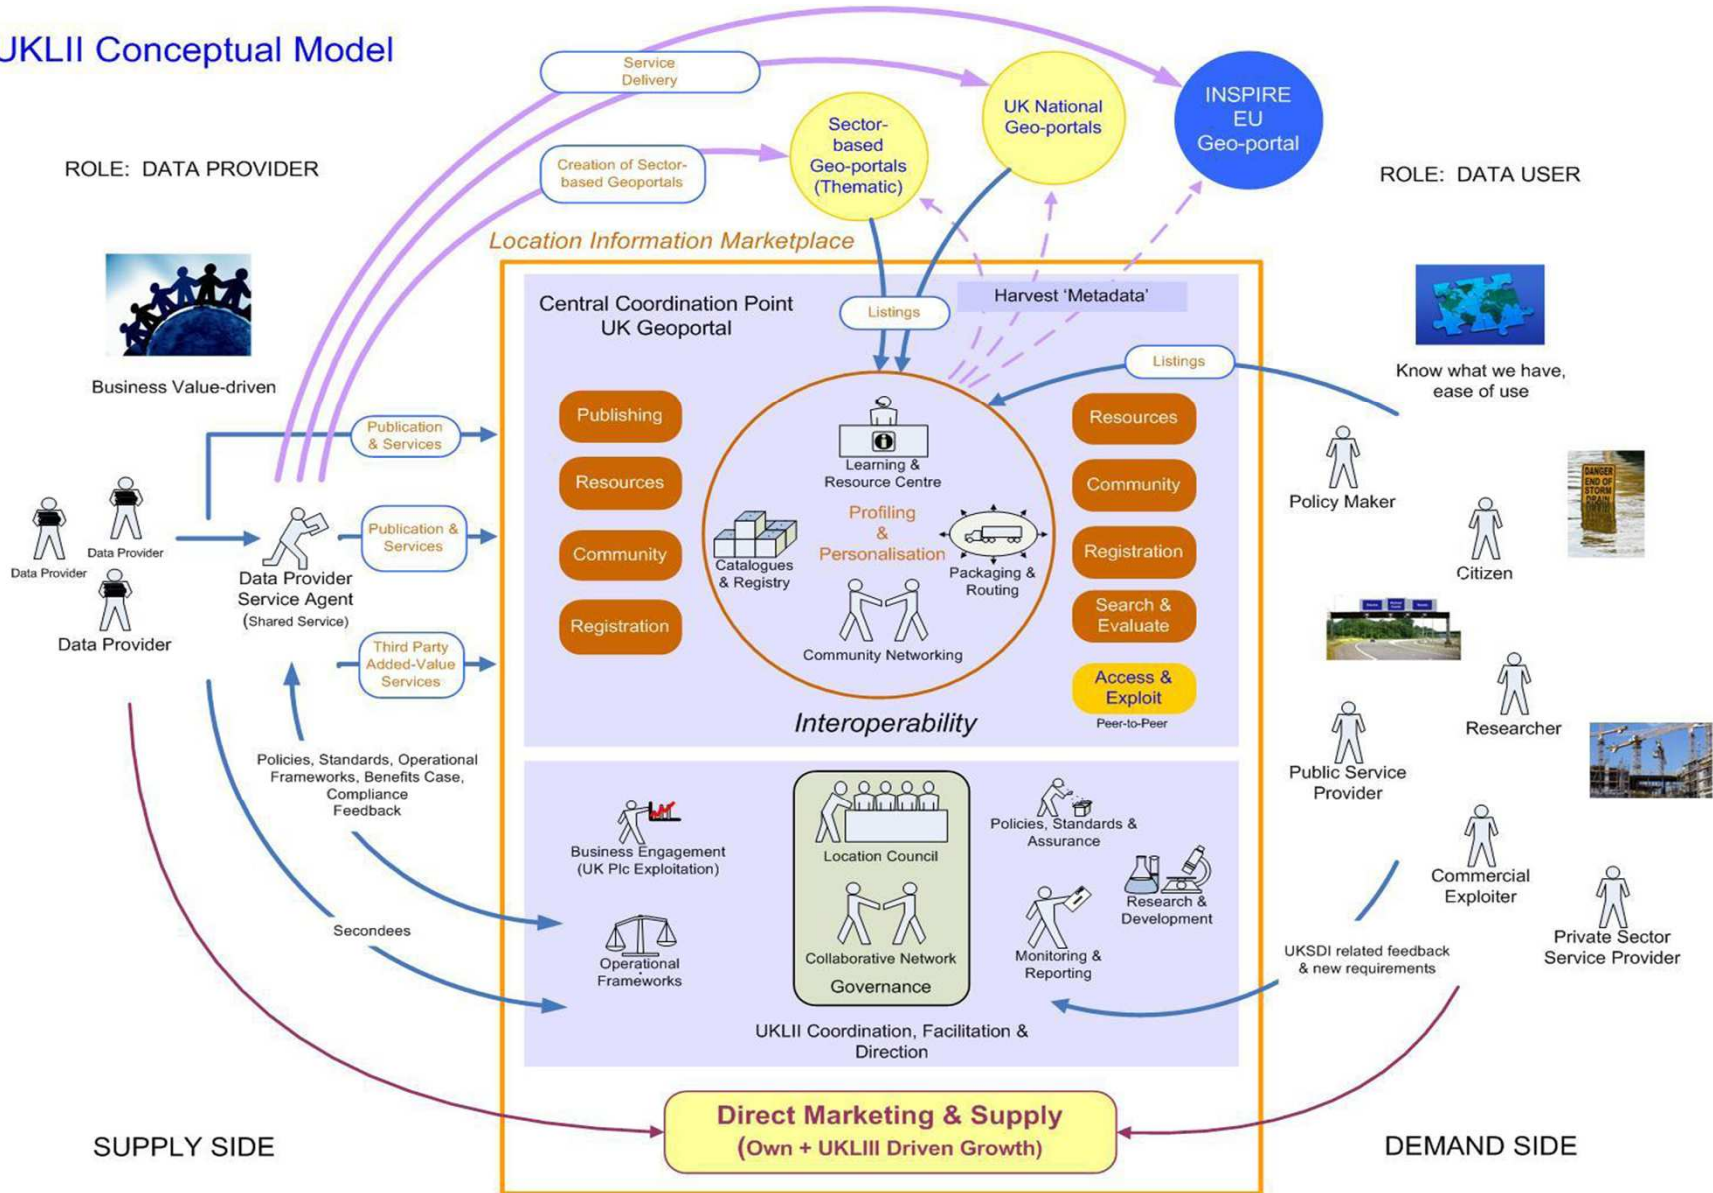 UKLII Conceptual Model
Service
Delivery
Creation of Sector-
based Geoportals
Sector-
based
Geo-portals
(Thematic)
UK National
Geo-portals
INSPIRE
EU
Geo-portal
ROLE: DATA PROVIDER
ROLE: DATA USER
Location Information Marketplace
Business Value-driven
Central Coordination Point
UK Geoportal
Listings
Harvest ‘Metadata’
Listings
Know what we have,
ease of use
Publication
& Services
Publication &
Services
Third Party
Added-Value
Services
Data Provider
Data Provider
Data Provider
Data Provider
Service Agent
(Shared Service)
Publishing
Resources
Community
Registration
Learning &
Resource Centre
Profiling
&
Personalisation
Catalogues
& Registry
Packaging &
Routing
Community Networking
Interoperability
Resources
Community
Registration
Search &
Evaluate
Access &
Exploit
Peer-to-Peer
Policy Maker
DANGER
END OF
STORM
DRAIN
Citizen
Researcher
Public Service
Provider
Commercial
Exploiter
Private Sector
Service Provider
Policies, Standards, Operational
Frameworks, Benefits Case,
Compliance
Feedback
Secondees
Business Engagement
(UK Plc Exploitation)
Operational
Frameworks
Location Council
Collaborative Network
Governance
Policies, Standards &
Assurance
Research &
Development
Monitoring &
Reporting
UKLII Coordination, Facilitation &
Direction
UKSDI related feedback
& new requirements
Direct Marketing & Supply
(Own + UKLIII Driven Growth)
SUPPLY SIDE
DEMAND SIDE